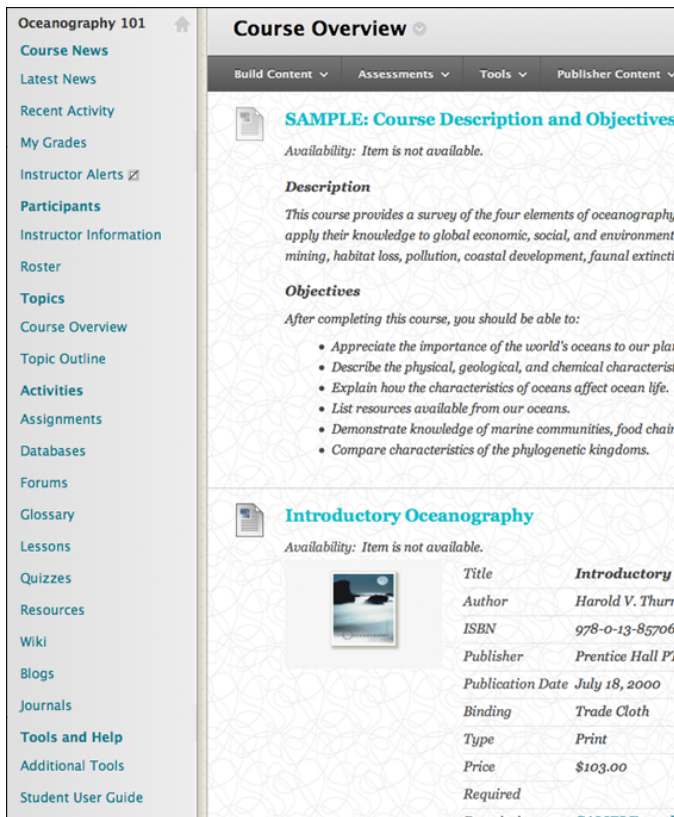 Oceanography 101
Course News
Latest News
Recent Activity
My Grades
Instructor Alerts
Participants
Instructor Information
Roster
Topics
Course Overview
Topic Outline
Activities
Assignments
Databases
Forums
Glossary
Lessons
Quizzes
Resources
Wiki
Blogs
Journals
Tools and Help
Additional Tools
Student User Guide
Course Overview
Build Content Assessments Tools Publisher Content
SAMPLE: Course Description and Objectives
Availability: Item is not available.
Description
This course provides a survey of the four elements of oceanography
apply their knowledge to global economic, social, and environment
mining, habitat loss, pollution, coastal development, faunal extincti
Objectives
After completing this course, you should be able to:
• Appreciate the importance of the world's oceans to our pla
• Describe the physical, geological, and chemical characterist
• Explain how the characteristics of oceans affect ocean life.
• List resources available from our oceans.
• Demonstrate knowledge of marine communities, food chai
• Compare characteristics of the phylogenetic kingdoms.
Introductory Oceanography
Availability: Item is not available.
Title Introductory
Author Harold V. Thur
ISBN 978-0-13-85706
Publisher Prentice Hall PT
Publication Date July 18, 2000
Binding Trade Cloth
Type Print
Price $103.00
Required